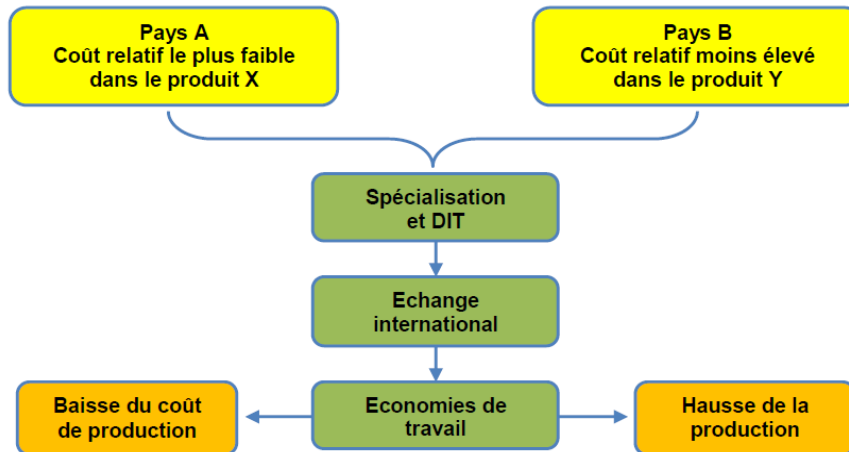 Pays A
Coût relatif le plus faible
dans le produit X
Pays B
Coût relatif moins élevé
dans le produit Y
Spécialisation
et DIT
Echange
international
Baisse du coût
de production
Economies de
travail
Hausse de la
production